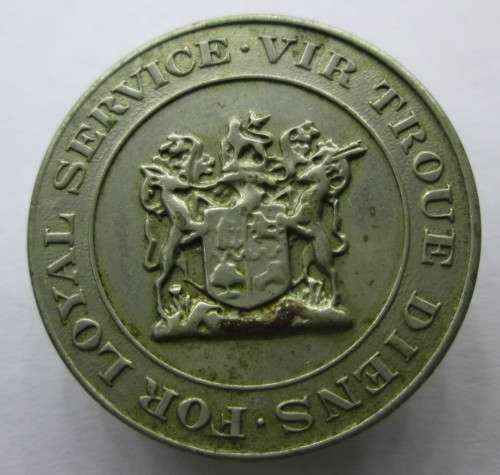 FOR LOYAL SERVICE · VIR TROUE DIENS ·